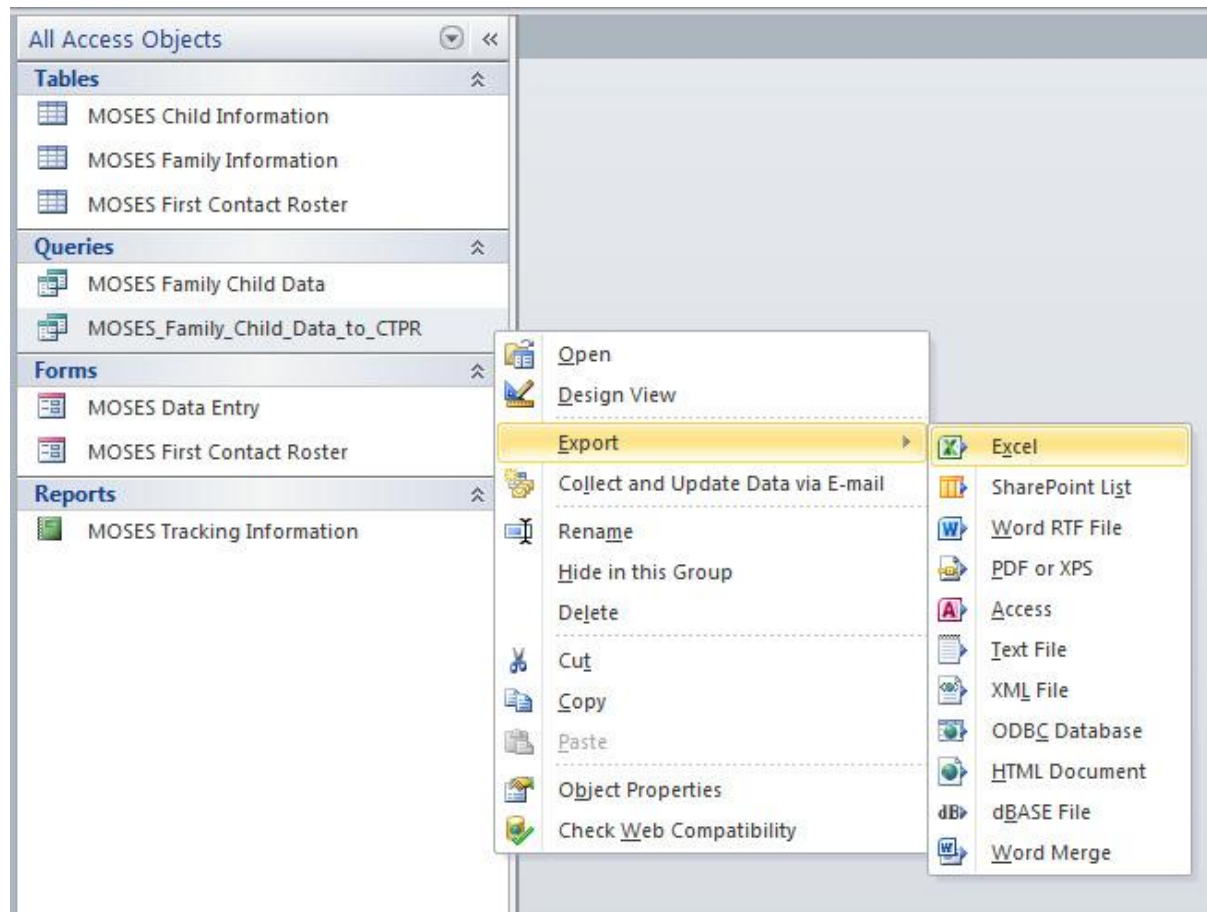 All Access Objects
Tables
MOSES Child Information
MOSES Family Information
MOSES First Contact Roster
Queries
MOSES Family Child Data
MOSES_Family_Child_Data_to_CTPR
Forms
MOSES Data Entry
MOSES First Contact Roster
Reports
MOSES Tracking Information
Open
Design View
Export
Collect and Update Data via E-mail
Rename
Hide in this Group
Delete
Cut
Copy
Paste
Object Properties
Check Web Compatibility
Excel
SharePoint List
Word RTF File
PDF or XPS
Access
Text File
XML File
ODBC Database
HTML Document
dBASE File
Word Merge